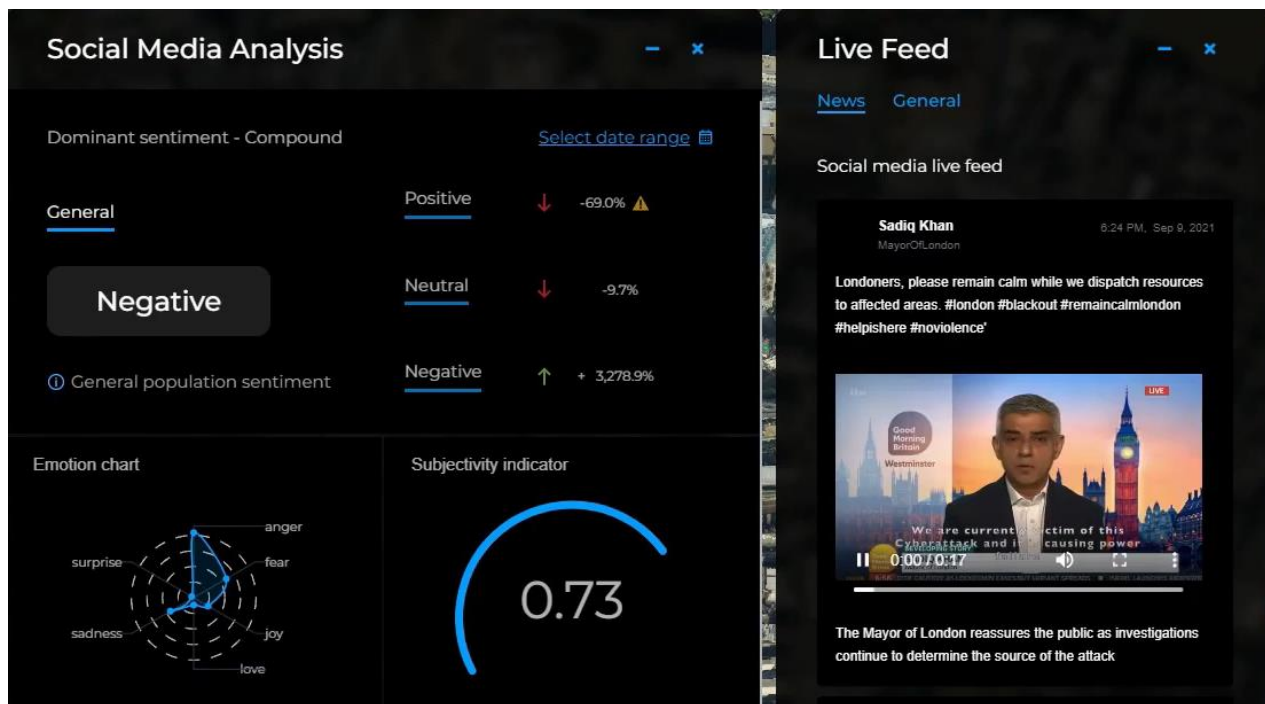 Social Media Analysis
Dominant sentiment - Compound
Select date range
General
Negative
General population sentiment
Positive
-69.0%
Neutral
-9.7%
Negative
+ 3,278.9%
Emotion chart
anger
surprise
fear
sadness
joy
love
Subjectivity indicator
0.73
Live Feed
News General
Social media live feed
Sadiq Khan
6:24 PM, Sep 9, 2021
MayorOfLondon
Londoners, please remain calm while we dispatch resources
to affected areas. #london #blackout #remaincalmlondon
#helpishere #noviolence'
LIVE
Good
Morning
Britain
Westminster
We are current victim of this
Cyberattack and causing power
DEVELOPING STORY
0:00 / 0:17
The Mayor of London reassures the public as investigations
continue to determine the source of the attack